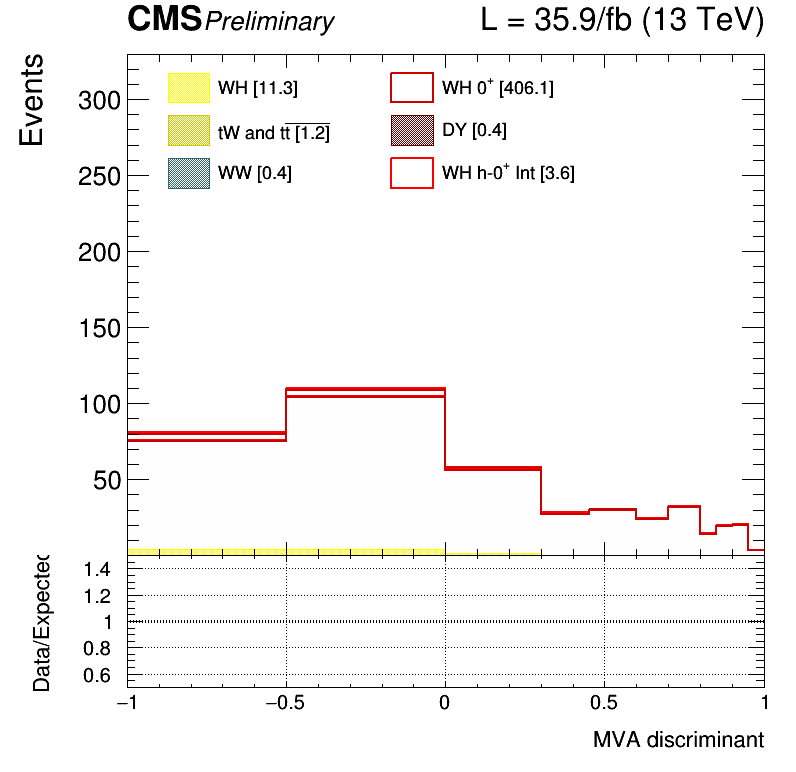 CMS Preliminary L = 35.9/fb (13 TeV)
Events
300
250
200
150
100
50
WH [11.3] WH 0⁺ [406.1]
tW and tt̅ [1.2] DY [0.4]
WW [0.4] WH h-0⁺ Int [3.6]
Data/Expected
1.4
1.2
1
0.8
0.6
−1 −0.5 0 0.5 1
MVA discriminant